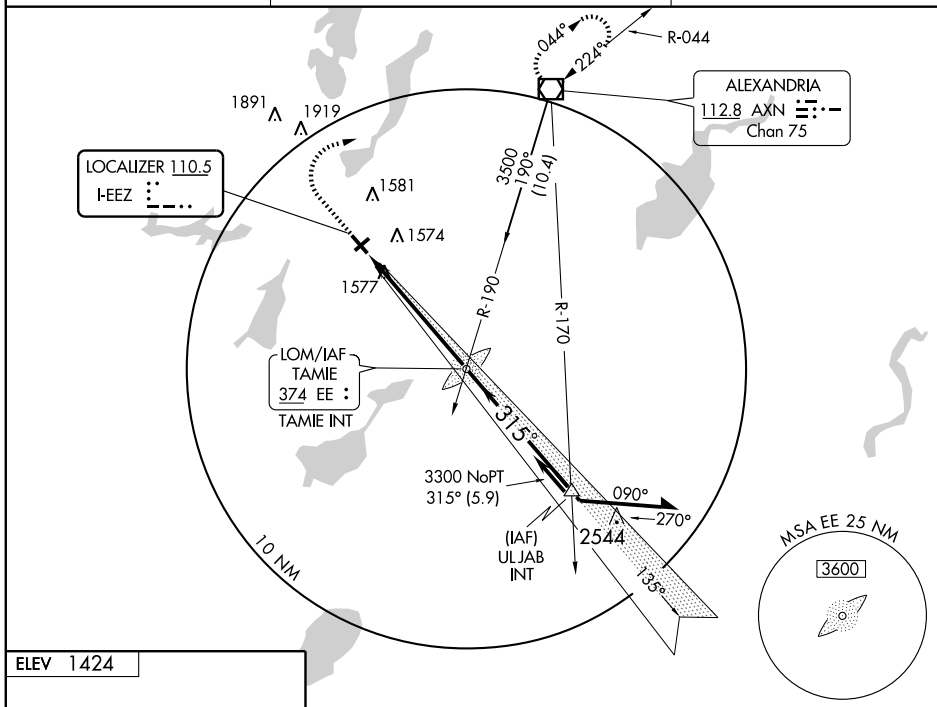 044°
224°
R-044
ALEXANDRIA
112.8 AXN
Chan 75
1891
1919
LOCALIZER 110.5
I-EEZ
1581
1574
1577
3500
190°
(10.4)
R-190
R-170
LOM/IAF
TAMIE
374 EE
TAMIE INT
315°
3300 NoPT
315° (5.9)
(IAF)
ULJAB
INT
090°
270°
2544
135°
10 NM
MSA EE 25 NM
3600
ELEV 1424